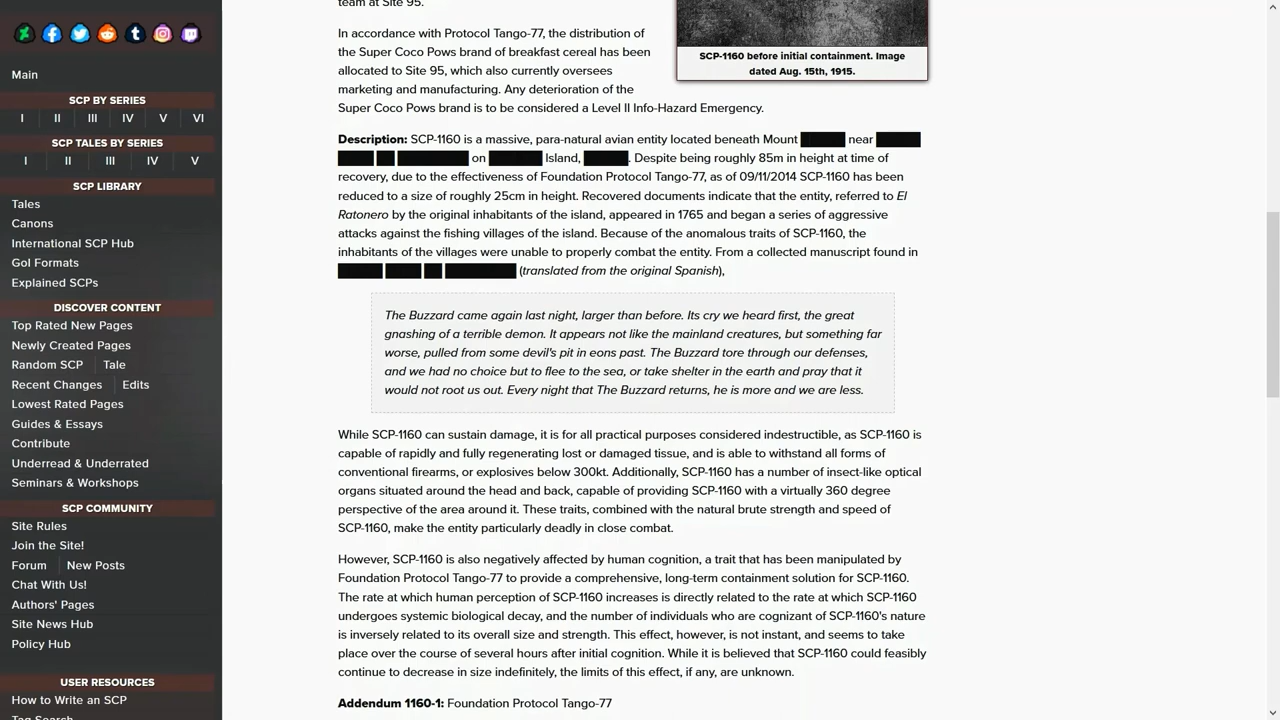 Main
SCP BY SERIES
I II III IV V VI
SCP TALES BY SERIES
I II III IV V
SCP LIBRARY
Tales
Canons
International SCP Hub
GoI Formats
Explained SCPs
DISCOVER CONTENT
Top Rated New Pages
Newly Created Pages
Random SCP Tale
Recent Changes Edits
Lowest Rated Pages
Guides & Essays
Contribute
Underread & Underrated
Seminars & Workshops
SCP COMMUNITY
Site Rules
Join the Site!
Forum New Posts
Chat With Us!
Authors' Pages
Site News Hub
Policy Hub
USER RESOURCES
How to Write an SCP
Tag Search
team at Site 95.
In accordance with Protocol Tango-77, the distribution of
the Super Coco Pows brand of breakfast cereal has been
allocated to Site 95, which also currently oversees
marketing and manufacturing. Any deterioration of the
Super Coco Pows brand is to be considered a Level II Info-Hazard Emergency.
SCP-1160 before initial containment. Image
dated Aug. 15th, 1915.
Description: SCP-1160 is a massive, para-natural avian entity located beneath Mount near
on Island, . Despite being roughly 85m in height at time of
recovery, due to the effectiveness of Foundation Protocol Tango-77, as of 09/11/2014 SCP-1160 has been
reduced to a size of roughly 25cm in height. Recovered documents indicate that the entity, referred to El
Ratonero by the original inhabitants of the island, appeared in 1765 and began a series of aggressive
attacks against the fishing villages of the island. Because of the anomalous traits of SCP-1160, the
inhabitants of the villages were unable to properly combat the entity. From a collected manuscript found in
(translated from the original Spanish),
The Buzzard came again last night, larger than before. Its cry we heard first, the great
gnashing of a terrible demon. It appears not like the mainland creatures, but something far
worse, pulled from some devil's pit in eons past. The Buzzard tore through our defenses,
and we had no choice but to flee to the sea, or take shelter in the earth and pray that it
would not root us out. Every night that The Buzzard returns, he is more and we are less.
While SCP-1160 can sustain damage, it is for all practical purposes considered indestructible, as SCP-1160 is
capable of rapidly and fully regenerating lost or damaged tissue, and is able to withstand all forms of
conventional firearms, or explosives below 300kt. Additionally, SCP-1160 has a number of insect-like optical
organs situated around the head and back, capable of providing SCP-1160 with a virtually 360 degree
perspective of the area around it. These traits, combined with the natural brute strength and speed of
SCP-1160, make the entity particularly deadly in close combat.
However, SCP-1160 is also negatively affected by human cognition, a trait that has been manipulated by
Foundation Protocol Tango-77 to provide a comprehensive, long-term containment solution for SCP-1160.
The rate at which human perception of SCP-1160 increases is directly related to the rate at which SCP-1160
undergoes systemic biological decay, and the number of individuals who are cognizant of SCP-1160's nature
is inversely related to its overall size and strength. This effect, however, is not instant, and seems to take
place over the course of several hours after initial cognition. While it is believed that SCP-1160 could feasibly
continue to decrease in size indefinitely, the limits of this effect, if any, are unknown.
Addendum 1160-1: Foundation Protocol Tango-77